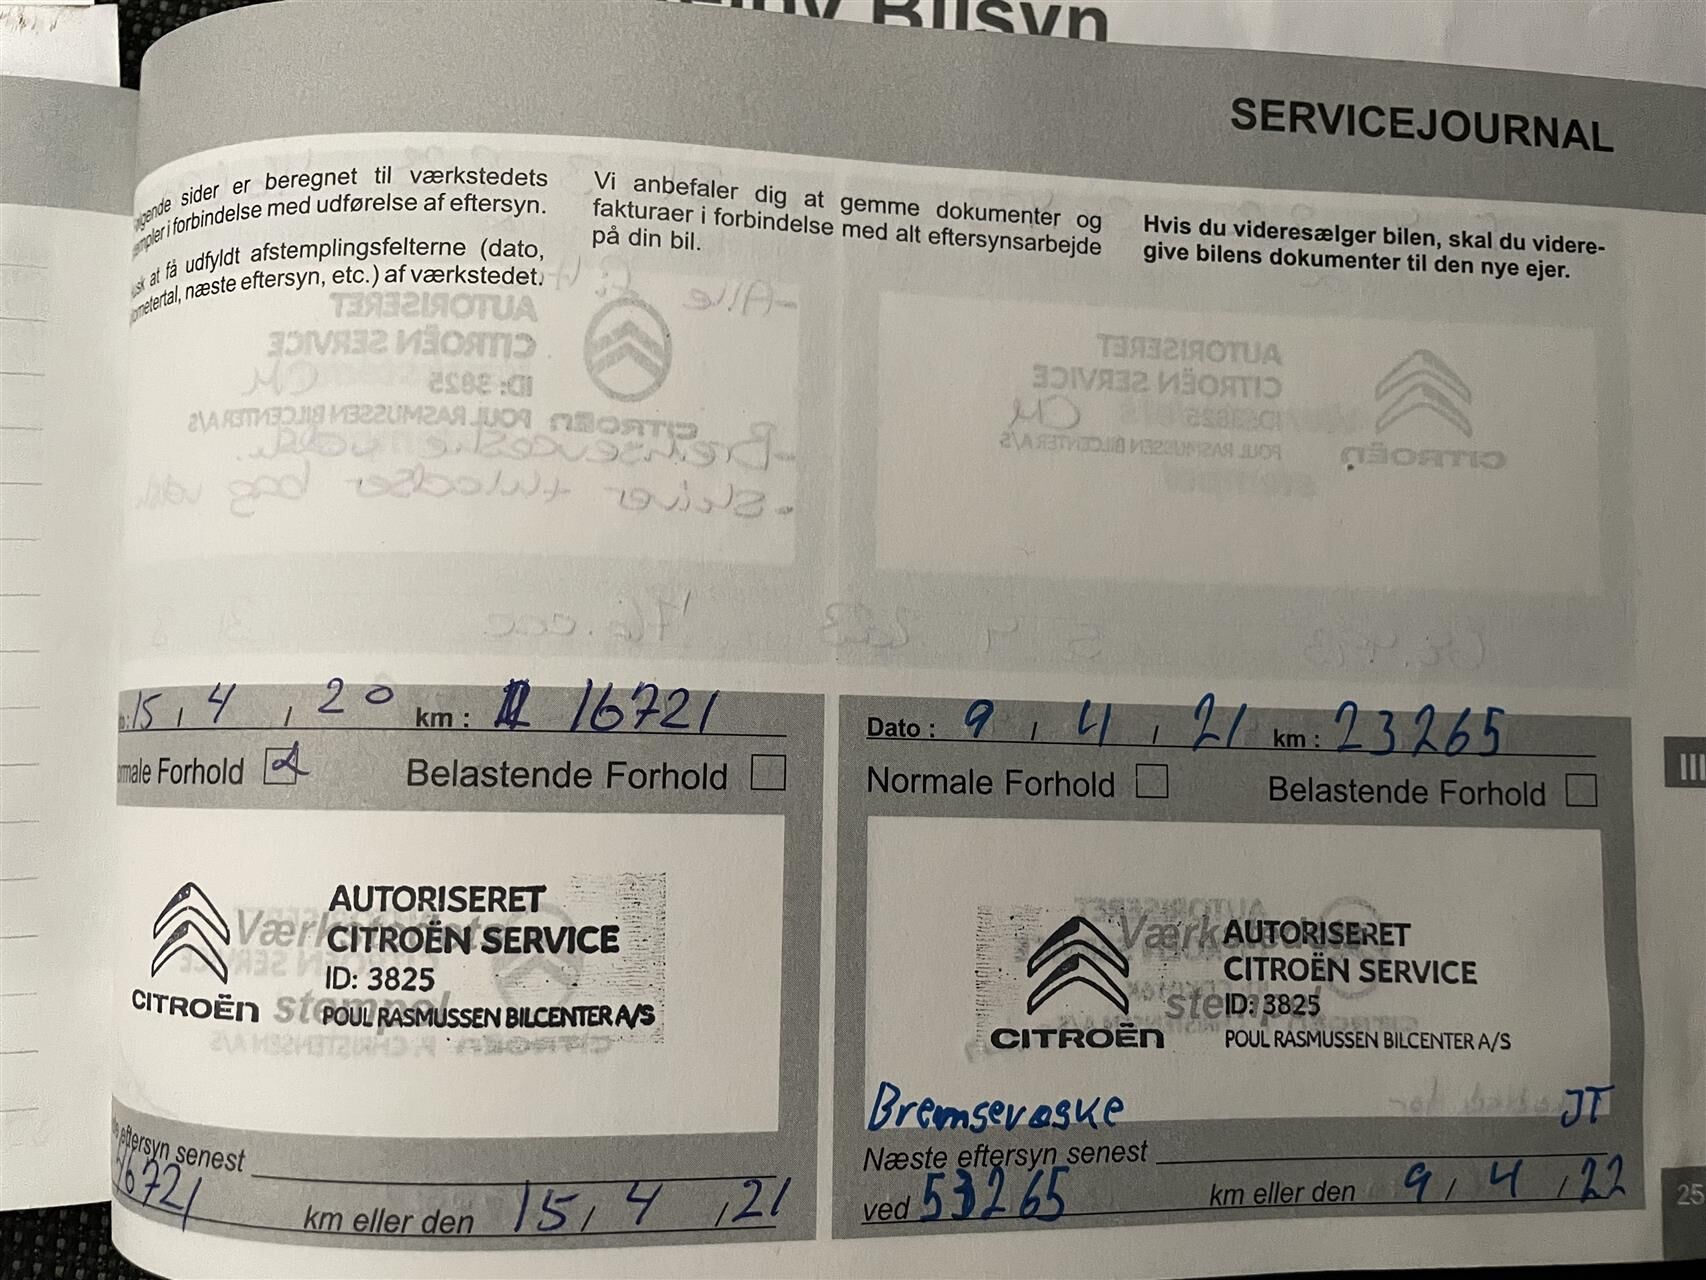 Bilsyn
SERVICEJOURNAL
sider er beregnet til værkstedets
i forbindelse med udførelse af eftersyn.
at få udfyldt afstemplingsfelterne (dato,
næste eftersyn, etc.) af værkstedet.
Vi anbefaler dig at gemme dokumenter og
fakturaer i forbindelse med alt eftersynsarbejde
på din bil.
Hvis du videresælger bilen, skal du videre-
give bilens dokumenter til den nye ejer.
15 / 4 / 20 km : 16721
Forhold Belastende Forhold
AUTORISERET
CITROËN SERVICE
ID: 3825
POUL RASMUSSEN BILCENTER A/S
CITROËN
eftersyn senest
km eller den 15 / 4 / 21
Dato : 9 / 4 / 21 km : 23265
Normale Forhold Belastende Forhold
AUTORISERET
CITROËN SERVICE
ID: 3825
POUL RASMUSSEN BILCENTER A/S
CITROËN
Bremsevæske JT
Næste eftersyn senest
ved 53265 km eller den 9 / 4 / 22
III
25